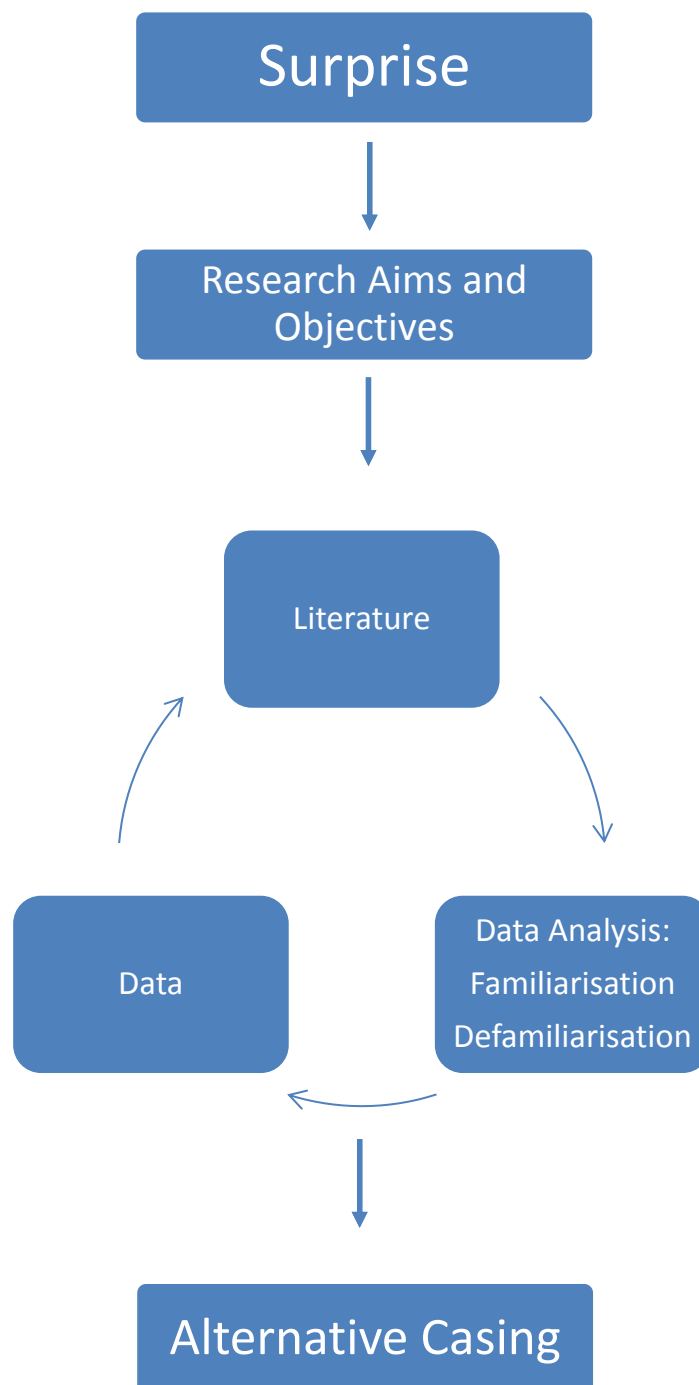 Surprise
Research Aims and
Objectives
Literature
Data
Data Analysis:
Familiarisation
Defamiliarisation
Alternative Casing